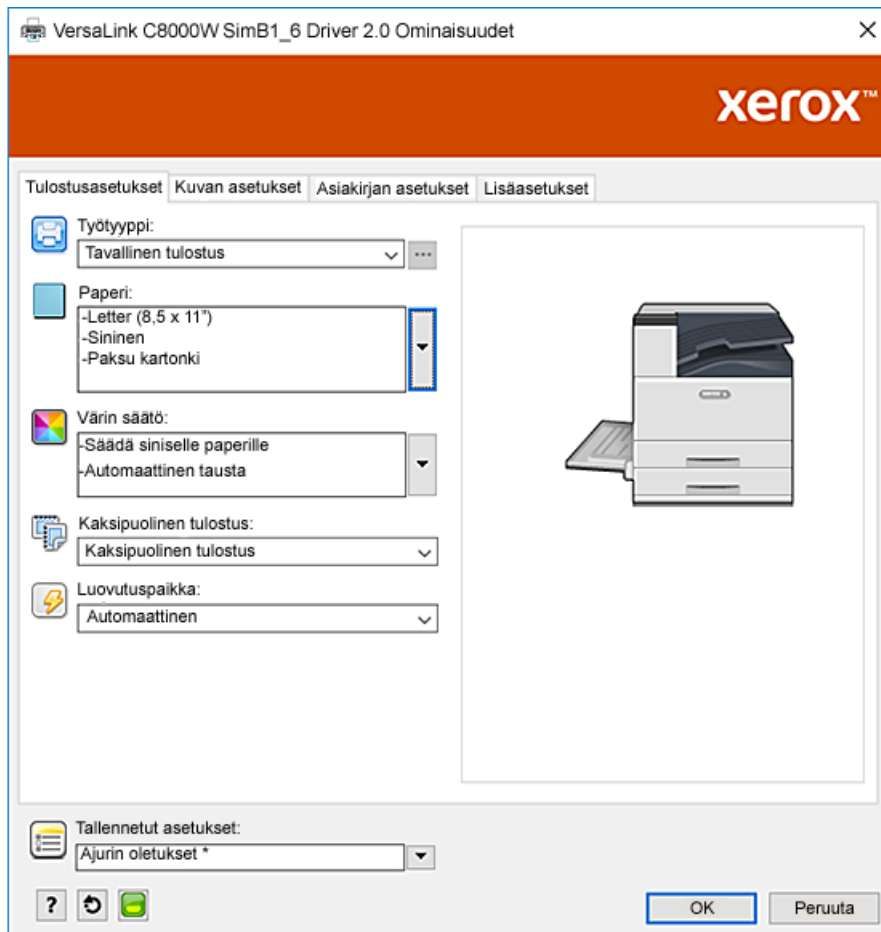 VersaLink C8000W SimB1_6 Driver 2.0 Ominaisuudet
xerox™
Tulostusasetukset Kuvan asetukset Asiakirjan asetukset Lisäasetukset
Työtyyppi:
Tavallinen tulostus
Paperi:
-Letter (8,5 x 11”)
-Sininen
-Paksu kartonki
Värin säätö:
-Säädä siniselle paperille
-Automaattinen tausta
Kaksipuolinen tulostus:
Kaksipuolinen tulostus
Luovutuspaikka:
Automaattinen
Tallennetut asetukset:
Ajurin oletukset *
?
OK Peruuta